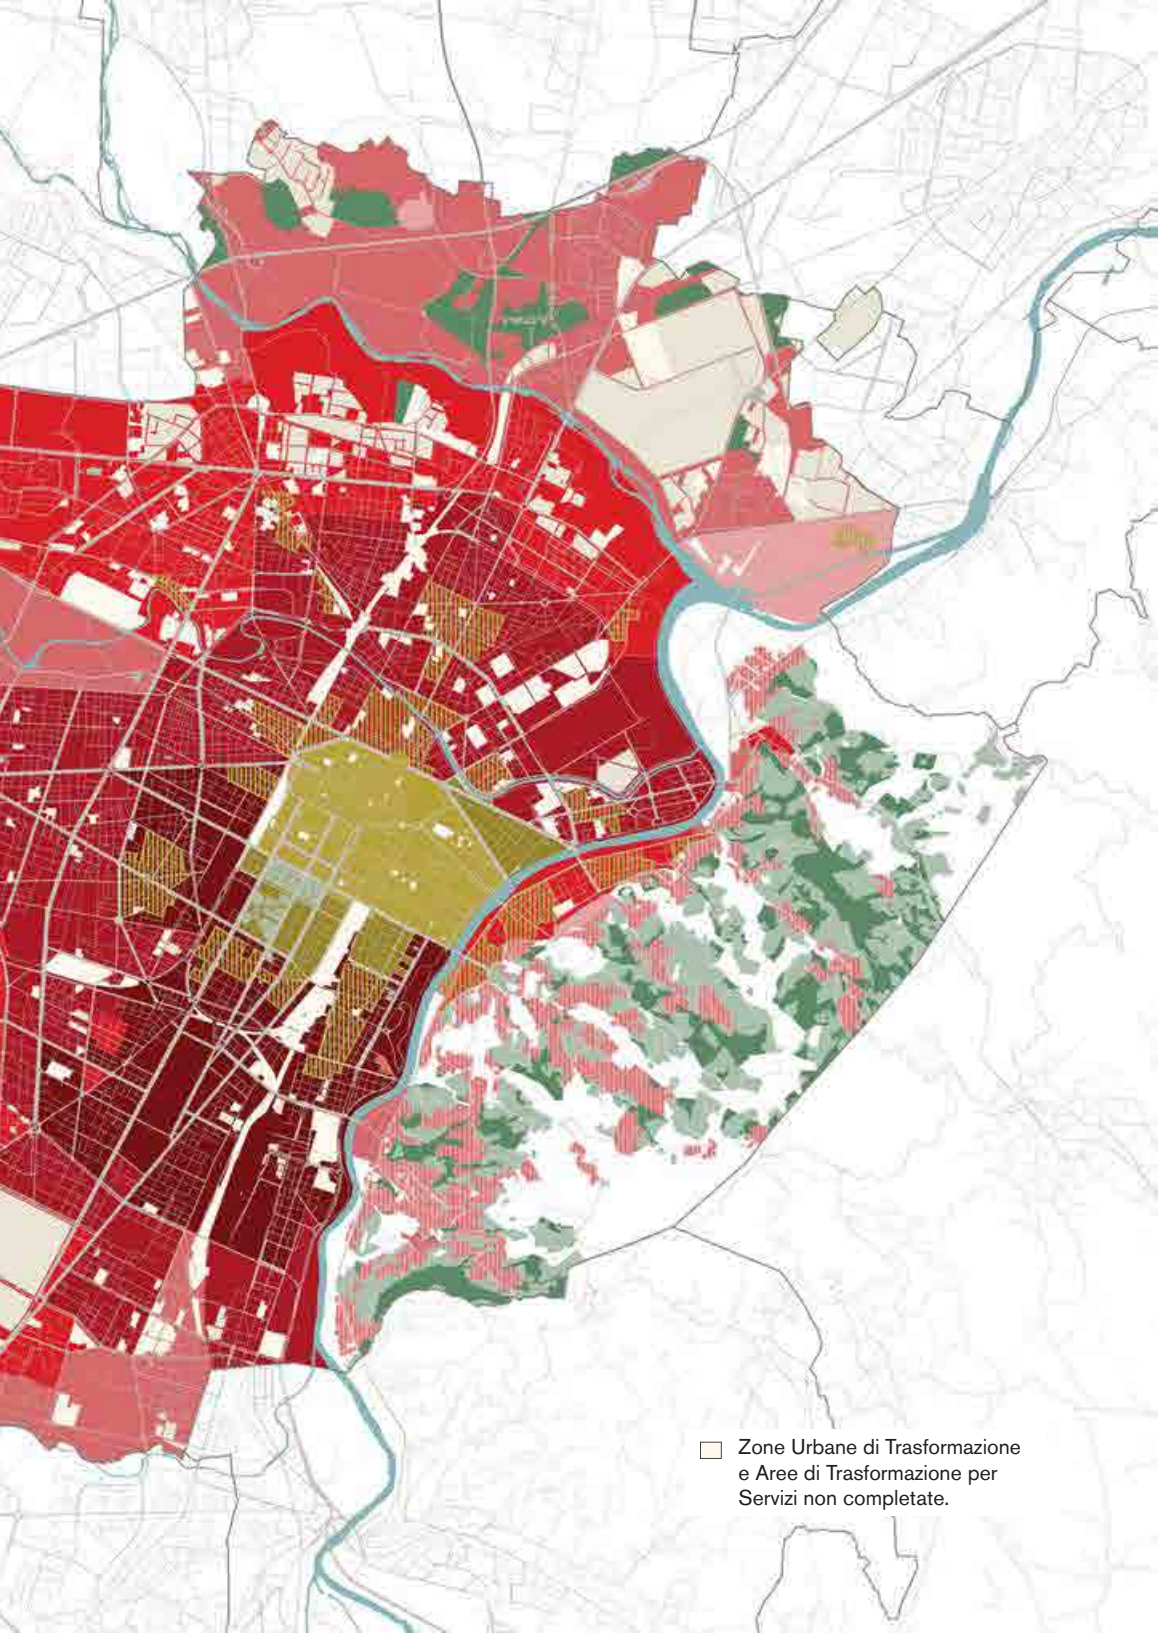 Zone Urbane di Trasformazione
e Aree di Trasformazione per
Servizi non completate.